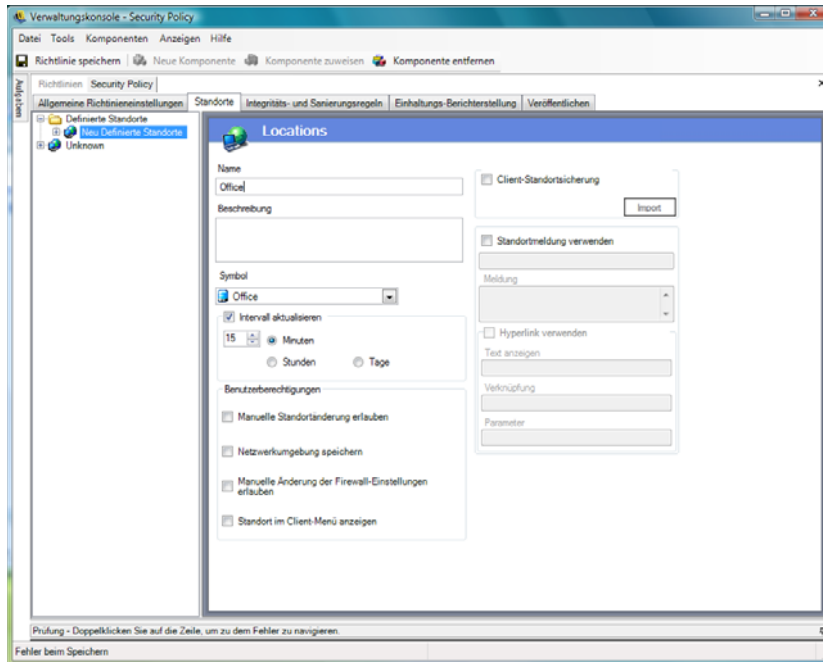 Verwaltungskonsole - Security Policy
Datei Tools Komponenten Anzeigen Hilfe
Richtlinie speichern Neue Komponente Komponente zuweisen Komponente entfernen
Aufgaben
Richtlinien Security Policy
Allgemeine Richtlinieneinstellungen Standorte Integritäts- und Sanierungsregeln Einhaltungs-Berichterstellung Veröffentlichen
Definierte Standorte
Neu Definierte Standorte
Unknown
Locations
Name
Office
Beschreibung
Symbol
Office
Intervall aktualisieren
15 Minuten
Stunden Tage
Benutzerberechtigungen
Manuelle Standortänderung erlauben
Netzwerkumgebung speichern
Manuelle Änderung der Firewall-Einstellungen
erlauben
Standort im Client-Menü anzeigen
Client-Standortsicherung
Import
Standortmeldung verwenden
Meldung
Hyperlink verwenden
Text anzeigen
Verknüpfung
Parameter
Prüfung - Doppelklicken Sie auf die Zeile, um zu dem Fehler zu navigieren.
Fehler beim Speichern